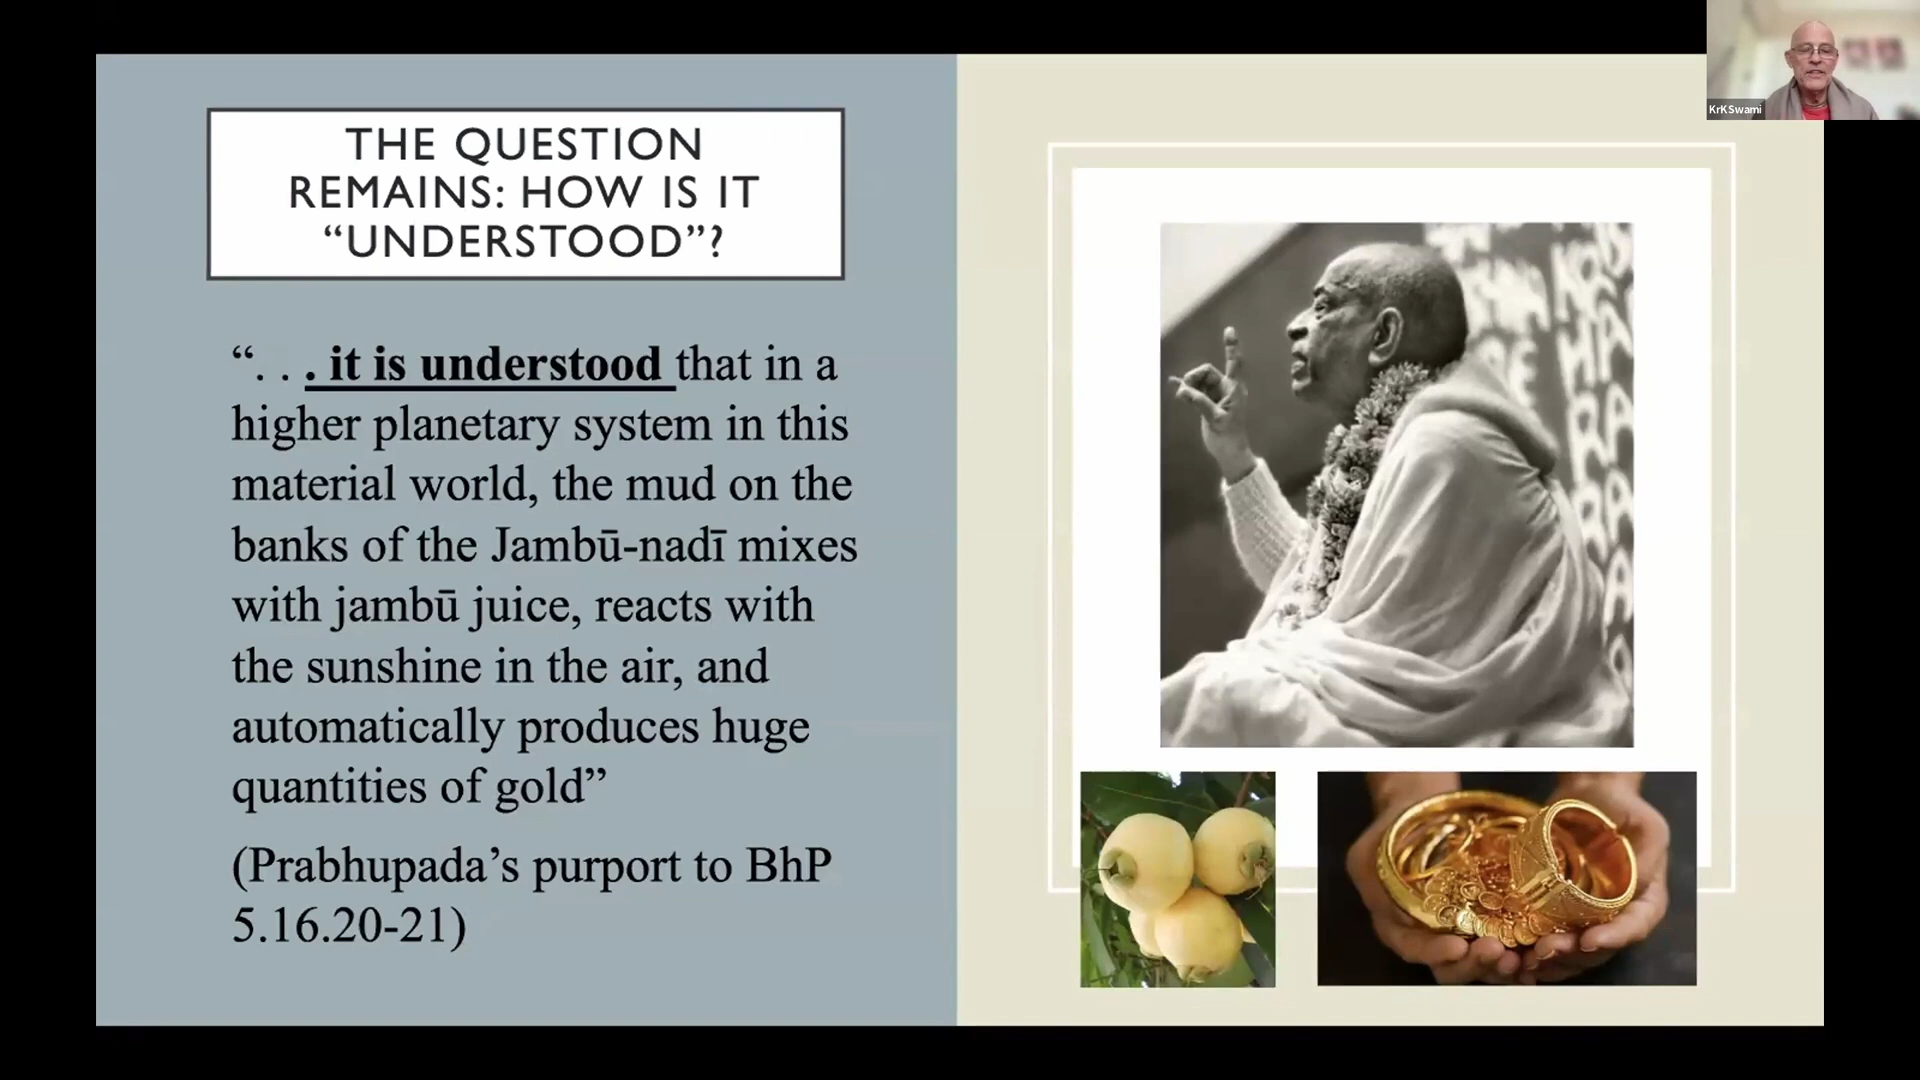 THE QUESTION
REMAINS: HOW IS IT
“UNDERSTOOD”?
“. . . it is understood that in a
higher planetary system in this
material world, the mud on the
banks of the Jambū-nadī mixes
with jambū juice, reacts with
the sunshine in the air, and
automatically produces huge
quantities of gold”
(Prabhupada’s purport to BhP
5.16.20-21)
KrKSwami